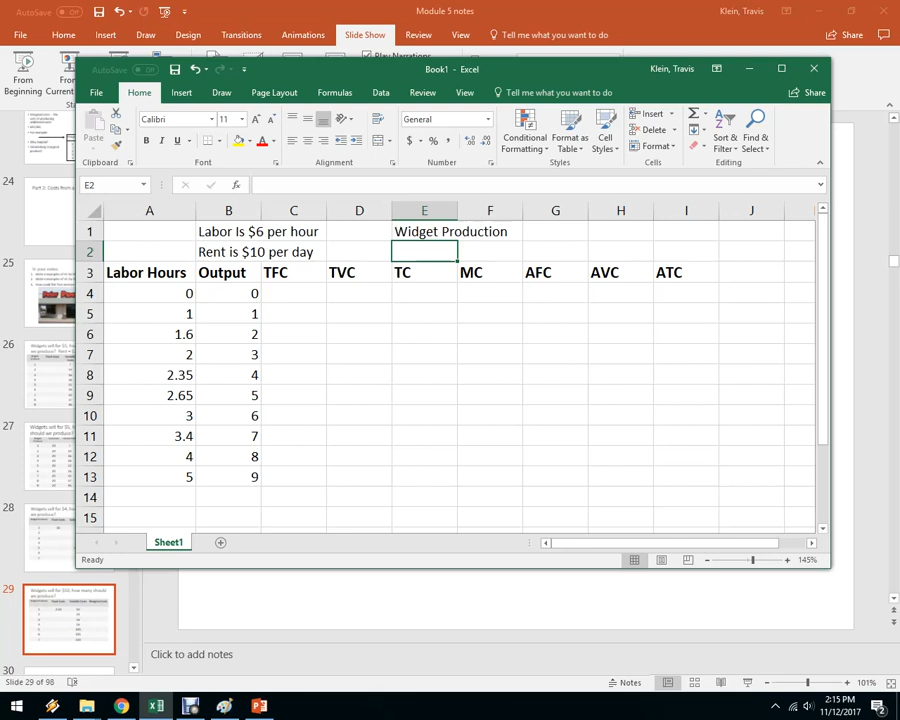 AutoSave Off Module 5 notes Klein, Travis
File Home Insert Draw Design Transitions Animations Slide Show Review View Tell me what you want to do Share
From Beginning
From Current
Play Narrations
AutoSave Off Book1 - Excel Klein, Travis
File Home Insert Draw Page Layout Formulas Data Review View Tell me what you want to do Share
Paste
Calibri 11 General
B I U A $ % ,
Conditional Formatting
Format as Table
Cell Styles
Insert
Delete
Format
Sort & Filter
Find & Select
Clipboard Font Alignment Number Styles Cells Editing
E2 fx
A B C D E F G H I J
1 Labor Is $6 per hour Widget Production
2 Rent is $10 per day
3 Labor Hours Output TFC TVC TC MC AFC AVC ATC
4 0 0
5 1 1
6 1.6 2
7 2 3
8 2.35 4
9 2.65 5
10 3 6
11 3.4 7
12 4 8
13 5 9
14
15
Sheet1
Ready 145%
24
25
26
27
28
29
30
Click to add notes
Slide 29 of 98 Notes 101%
2:15 PM
11/12/2017
2